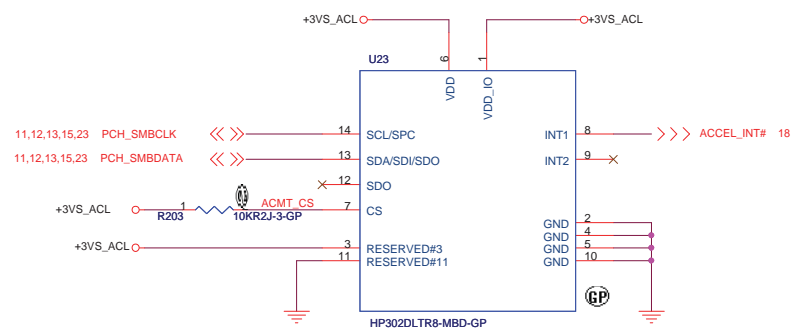 +3VS_ACL
+3VS_ACL
U23
6
1
VDD
VDD_IO
11,12,13,15,23 PCH_SMBCLK
14
SCL/SPC
INT1
8
ACCEL_INT# 18
11,12,13,15,23 PCH_SMBDATA
13
SDA/SDI/SDO
INT2
9
12
SDO
+3VS_ACL
1
R203
10KR2J-3-GP
ACMT_CS
7
CS
GND
2
GND
4
+3VS_ACL
3
RESERVED#3
GND
5
11
RESERVED#11
GND
10
GP
HP302DLTR8-MBD-GP